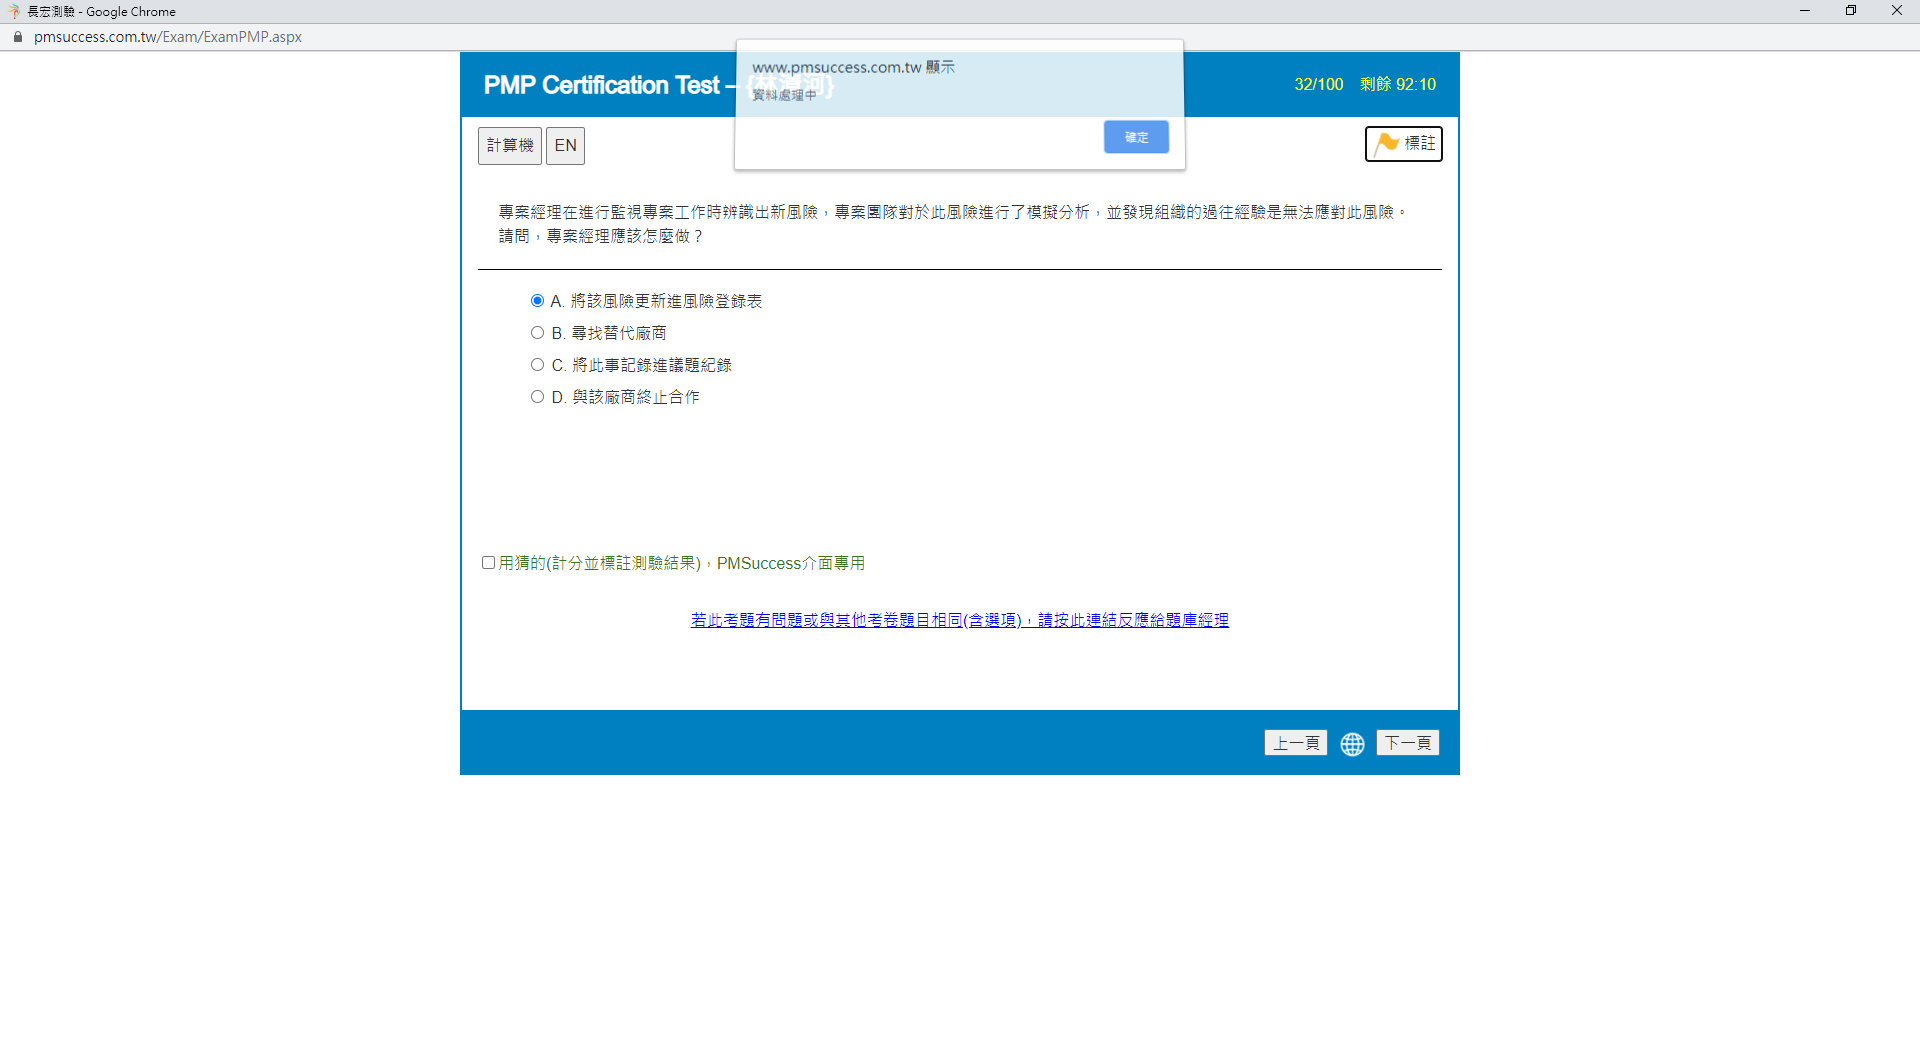 長宏測驗 - Google Chrome
pmsuccess.com.tw/Exam/ExamPMP.aspx
www.pmsuccess.com.tw 顯示
資料處理中
確定
PMP Certification Test –
32/100 剩餘 92:10
計算機 EN
標註
專案經理在進行監視專案工作時辨識出新風險，專案團隊對於此風險進行了模擬分析，並發現組織的過往經驗是無法應對此風險。
請問，專案經理應該怎麼做？
A. 將該風險更新進風險登錄表
B. 尋找替代廠商
C. 將此事記錄進議題紀錄
D. 與該廠商終止合作
用猜的(計分並標註測驗結果)，PMSuccess介面專用
若此考題有問題或與其他考卷題目相同(含選項)，請按此連結反應給題庫經理
上一頁 下一頁